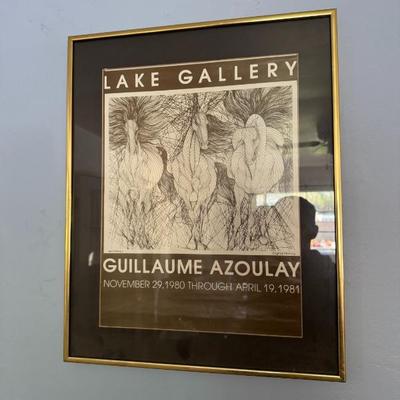 LAKE GALLERY
GUILLAUME AZOULAY
NOVEMBER 29, 1980 THROUGH APRIL 19, 1981